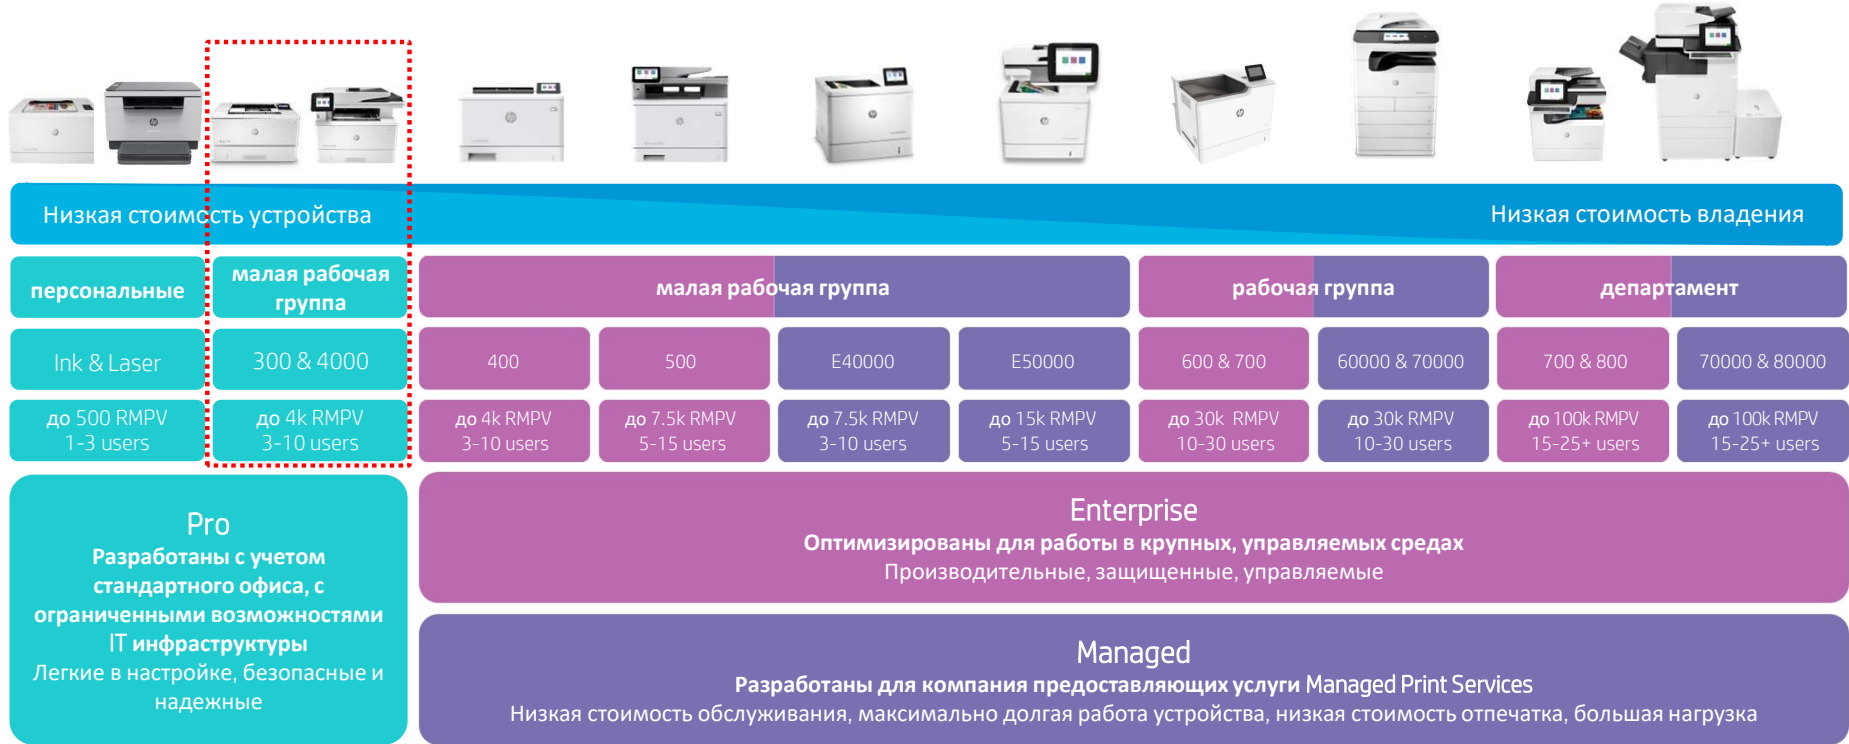 Низкая стоимость устройства
Низкая стоимость владения
персональные
малая рабочая
группа
малая рабочая группа
рабочая группа
департамент
Ink & Laser
300 & 4000
400
500
E40000
E50000
600 & 700
60000 & 70000
700 & 800
70000 & 80000
до 500 RMPV
1-3 users
до 4k RMPV
3-10 users
до 4k RMPV
3-10 users
до 7.5k RMPV
5-15 users
до 7.5k RMPV
3-10 users
до 15k RMPV
5-15 users
до 30k RMPV
10-30 users
до 30k RMPV
10-30 users
до 100k RMPV
15-25+ users
до 100k RMPV
15-25+ users
Pro
Разработаны с учетом
стандартного офиса, с
ограниченными возможностями
IT инфраструктуры
Легкие в настройке, безопасные и
надежные
Enterprise
Оптимизированы для работы в крупных, управляемых средах
Производительные, защищенные, управляемые
Managed
Разработаны для компания предоставляющих услуги Managed Print Services
Низкая стоимость обслуживания, максимально долгая работа устройства, низкая стоимость отпечатка, большая нагрузка